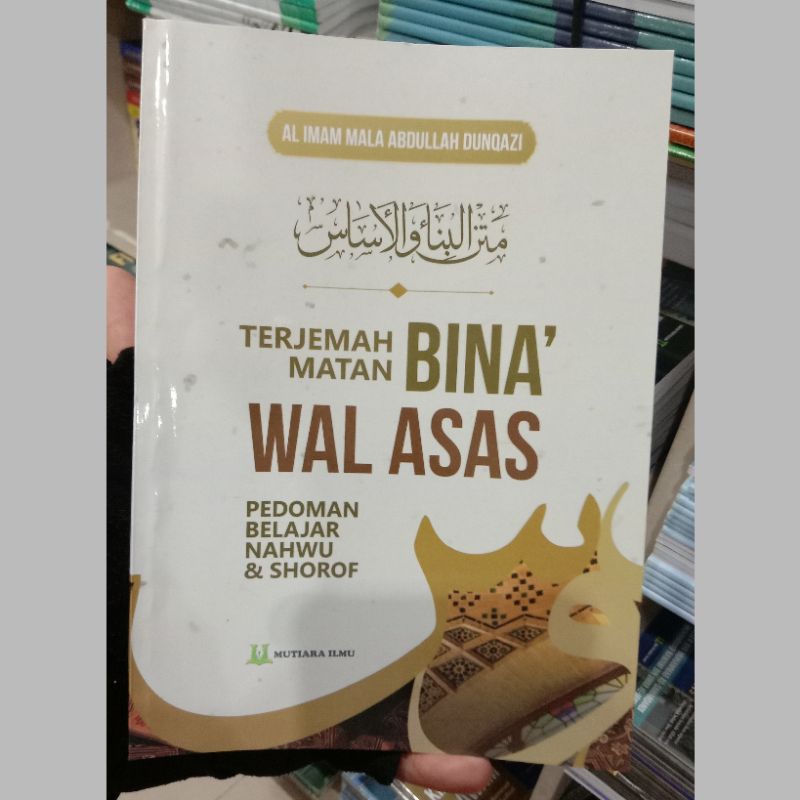 AL IMAM MALA ABDULLAH DUNQAZI
متن البناء والأساس
TERJEMAH
MATAN BINA'
WAL ASAS
PEDOMAN
BELAJAR
NAHWU
& SHOROF
MUTIARA ILMU